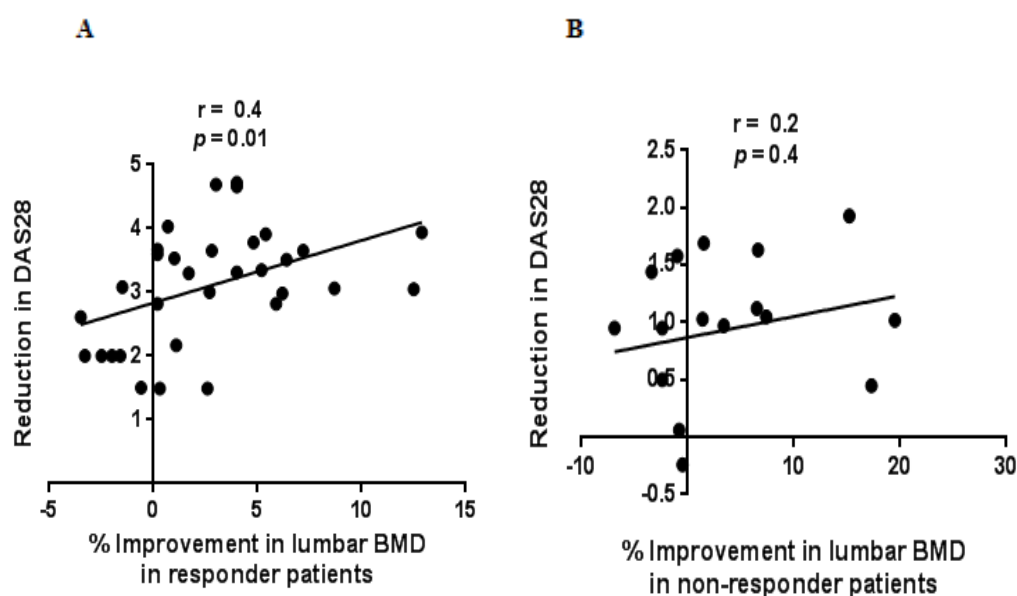 A
r = 0.4
p = 0.01
Reduction in DAS28
5
4
3
2
1
-5 0 5 10 15
% Improvement in lumbar BMD
in responder patients
B
r = 0.2
p = 0.4
Reduction in DAS28
2.5
2.0
1.5
1.0
0.5
-0.5
-10 10 20 30
% Improvement in lumbar BMD
in non-responder patients